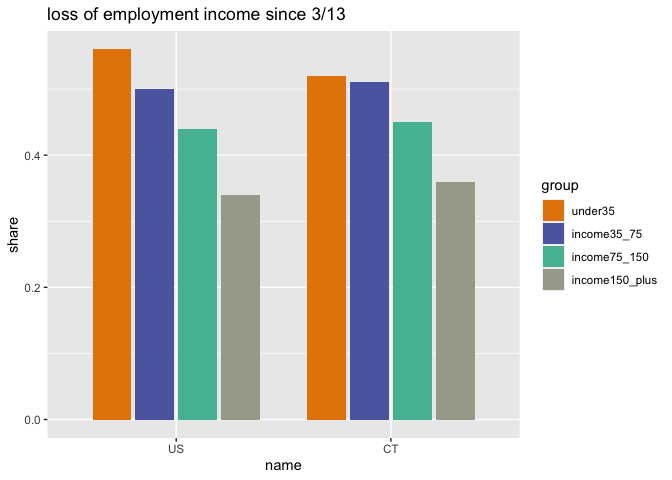 loss of employment income since 3/13
share
0.4
0.2
0.0
US CT
name
group
under35
income35_75
income75_150
income150_plus